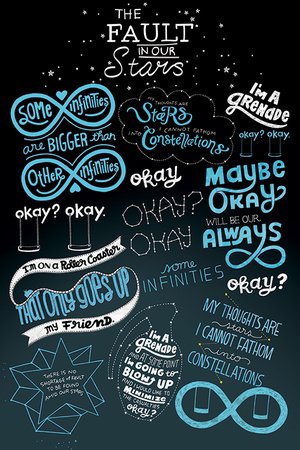 THE
FAULT
IN OUR
Stars
SOME infinities
are BIGGER than
OTHER infinities
MY THOUGHTS ARE
STARS
I CANNOT FATHOM
INTO
Constellations
I'M A
GRENADE
okay? okay.
okay? okay.
okay
MAYBE
OKAY
WILL BE OUR
ALWAYS
OKAY?
OKAY
I'M ON A Roller Coaster
THAT ONLY GOES UP
my FRIEND.
some
INFINITIES
okay?
MY THOUGHTS ARE
stars
I CANNOT FATHOM
into
CONSTELLATIONS
THERE IS NO
SHORTAGE of FAULT
TO BE FOUND
AMID OUR STARS
I'M A
GRENADE
AND AT SOME POINT
I'M GOING to
BLOW UP
AND I WOULD LIKE to
MINIMIZE
THE CASUALTIES
okay?